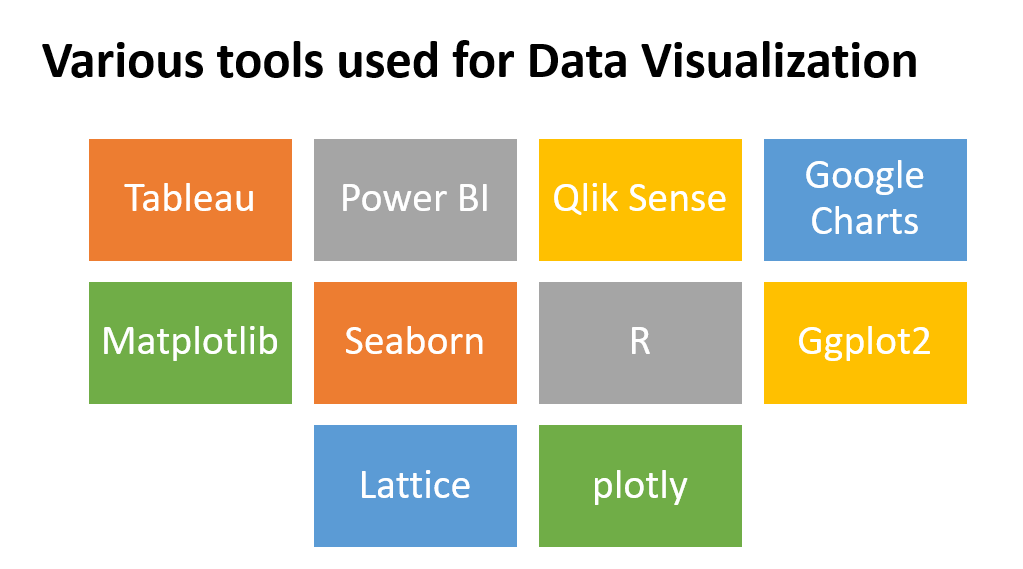 Various tools used for Data Visualization
Tableau
Power BI
Qlik Sense
Google
Charts
Matplotlib
Seaborn
R
Ggplot2
Lattice
plotly